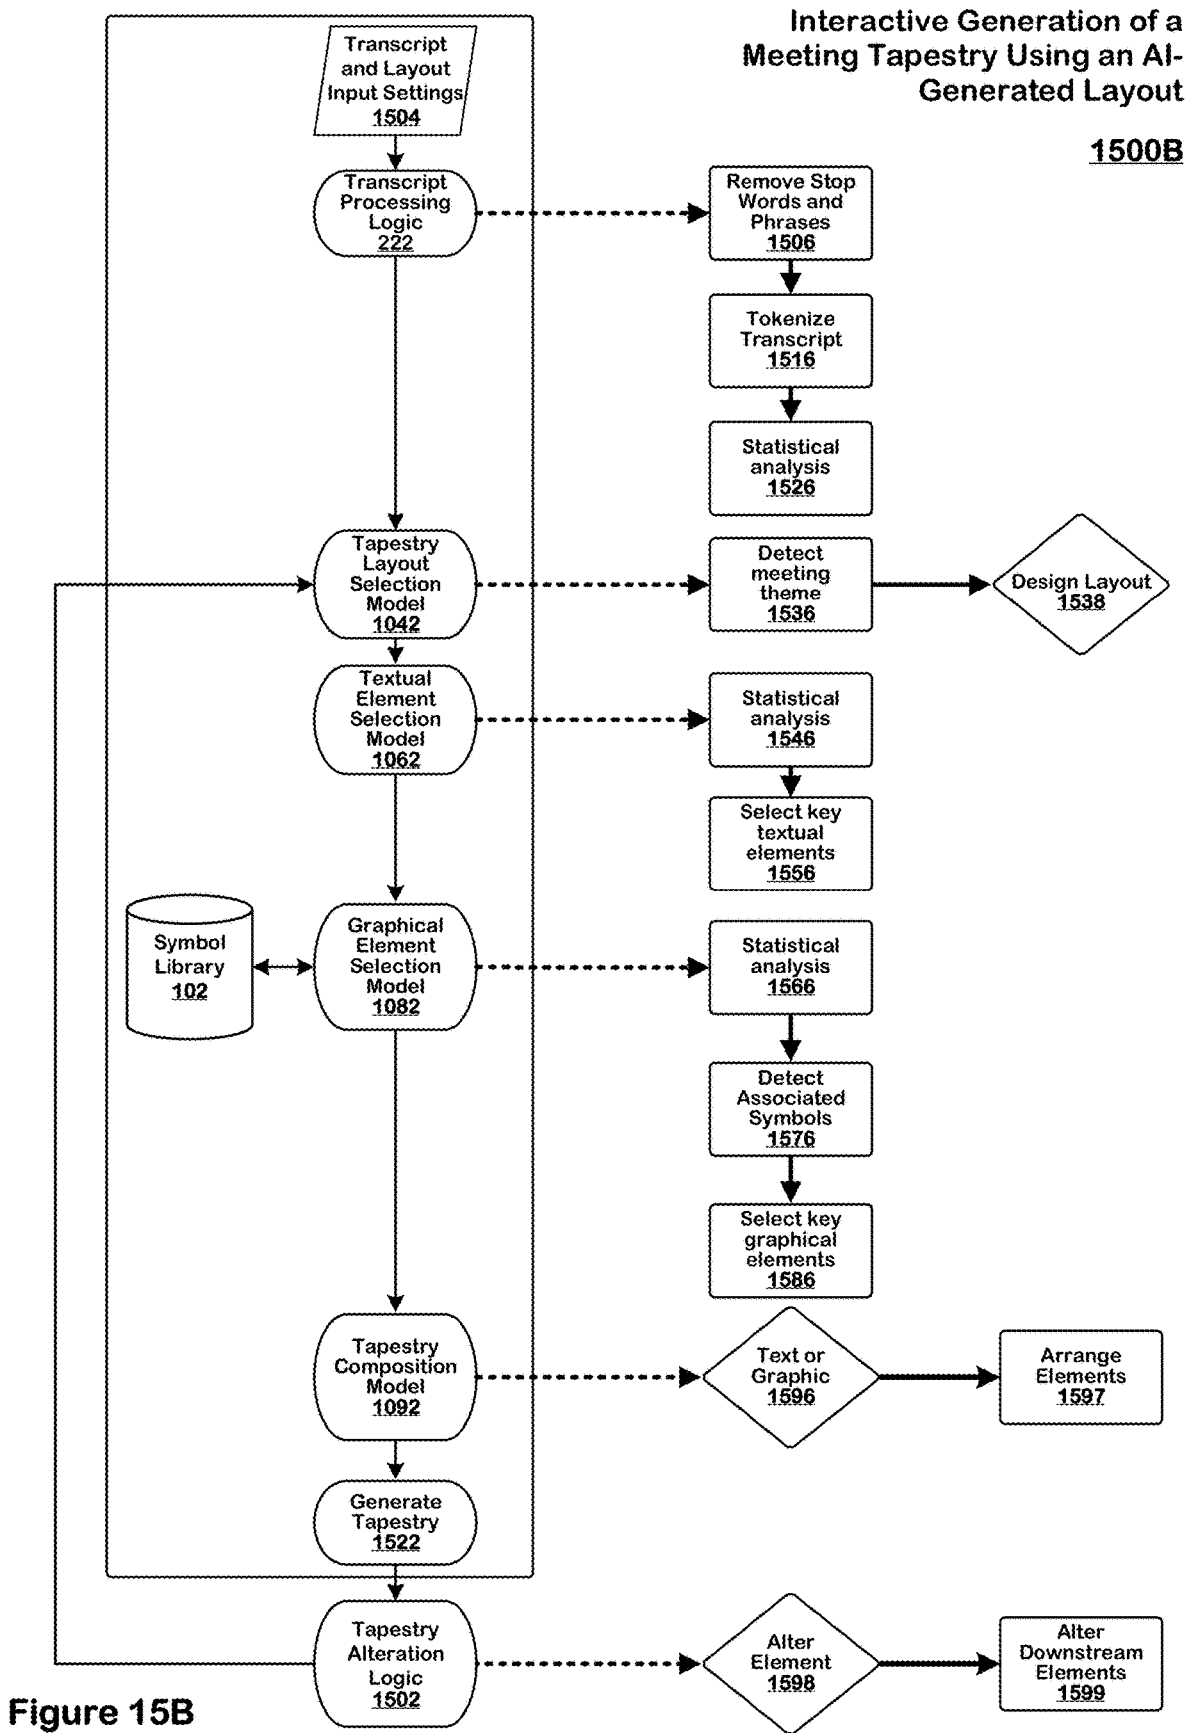 Interactive Generation of a
Meeting Tapestry Using an AI-
Generated Layout
1500B
Transcript
and Layout
Input Settings
1504
Transcript
Processing
Logic
222
Remove Stop
Words and
Phrases
1506
Tokenize
Transcript
1516
Statistical
analysis
1526
Tapestry
Layout
Selection
Model
1042
Detect
meeting
theme
1536
Design Layout
1538
Textual
Element
Selection
Model
1062
Statistical
analysis
1546
Select key
textual
elements
1556
Symbol
Library
102
Graphical
Element
Selection
Model
1082
Statistical
analysis
1566
Detect
Associated
Symbols
1576
Select key
graphical
elements
1586
Tapestry
Composition
Model
1092
Text or
Graphic
1596
Arrange
Elements
1597
Generate
Tapestry
1522
Tapestry
Alteration
Logic
1502
Alter
Element
1598
Alter
Downstream
Elements
1599
Figure 15B